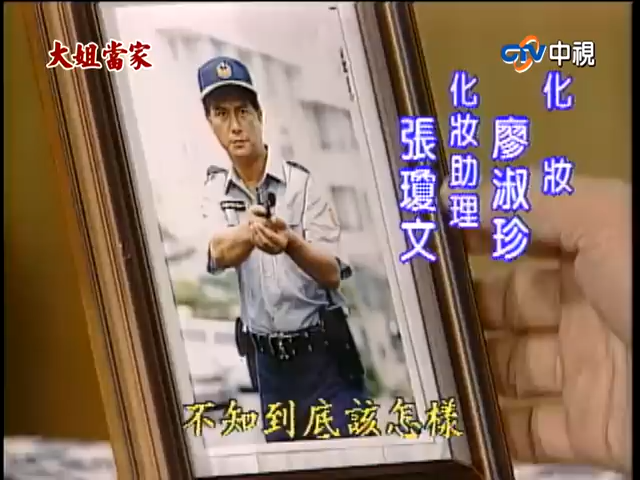 大姐當家
CTV中視
化妝
廖淑珍
化妝助理
張瓊文
不知到底該怎樣